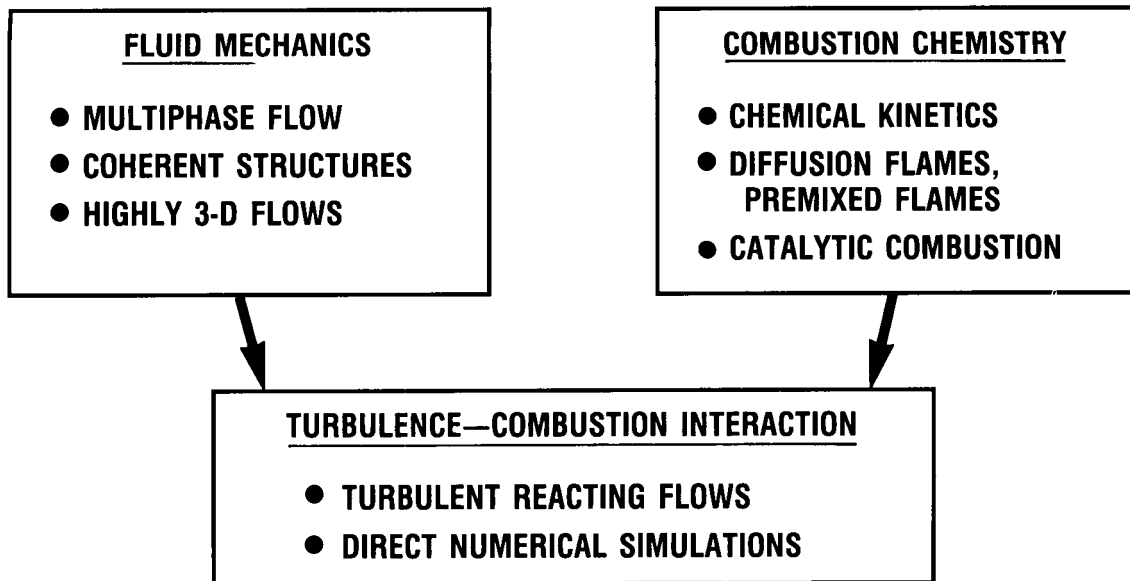 FLUID MECHANICS
● MULTIPHASE FLOW
● COHERENT STRUCTURES
● HIGHLY 3-D FLOWS
COMBUSTION CHEMISTRY
● CHEMICAL KINETICS
● DIFFUSION FLAMES,
PREMIXED FLAMES
● CATALYTIC COMBUSTION
TURBULENCE—COMBUSTION INTERACTION
● TURBULENT REACTING FLOWS
● DIRECT NUMERICAL SIMULATIONS